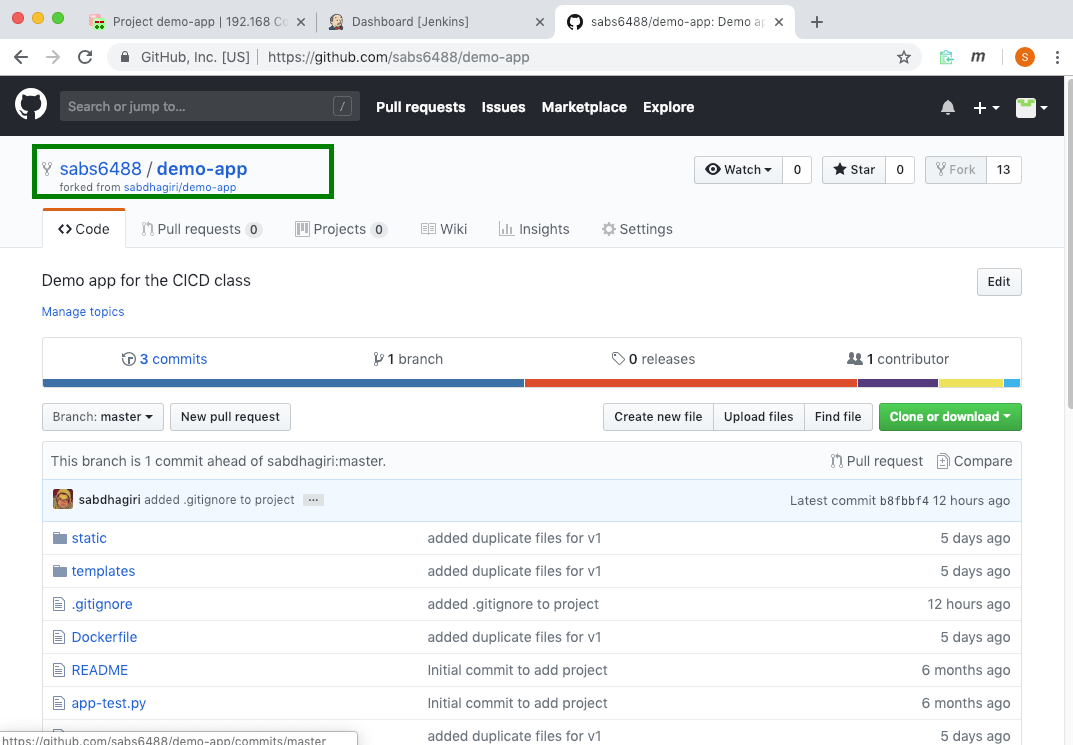 Project demo-app | 192.168
Dashboard [Jenkins]
sabs6488/demo-app: Demo ap
GitHub, Inc. [US] https://github.com/sabs6488/demo-app
m
S
Search or jump to... /
Pull requests Issues Marketplace Explore
sabs6488 / demo-app
forked from sabdhagiri/demo-app
Watch 0 Star 0 Fork 13
Code Pull requests 0 Projects 0 Wiki Insights Settings
Demo app for the CICD class
Edit
Manage topics
3 commits 1 branch 0 releases 1 contributor
Branch: master New pull request Create new file Upload files Find file Clone or download
This branch is 1 commit ahead of sabdhagiri:master. Pull request Compare
sabdhagiri added .gitignore to project ... Latest commit b8fbbf4 12 hours ago
static added duplicate files for v1 5 days ago
templates added duplicate files for v1 5 days ago
.gitignore added .gitignore to project 12 hours ago
Dockerfile added duplicate files for v1 5 days ago
README Initial commit to add project 6 months ago
app-test.py Initial commit to add project 6 months ago
added duplicate files for v1 5 days ago
https://github.com/sabs6488/demo-app/commits/master